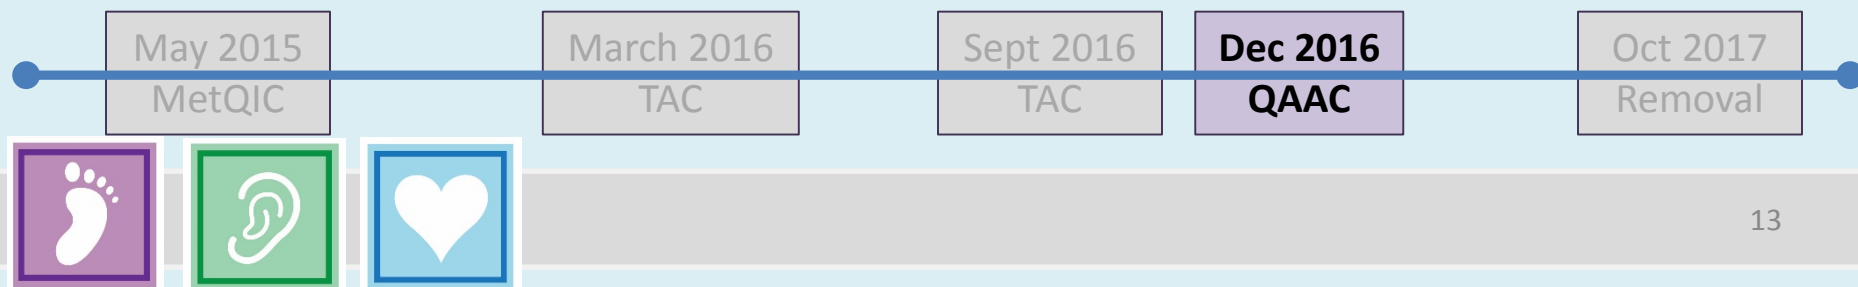 May 2015
MetQIC
March 2016
TAC
Sept 2016
TAC
Dec 2016
QAAC
Oct 2017
Removal
13